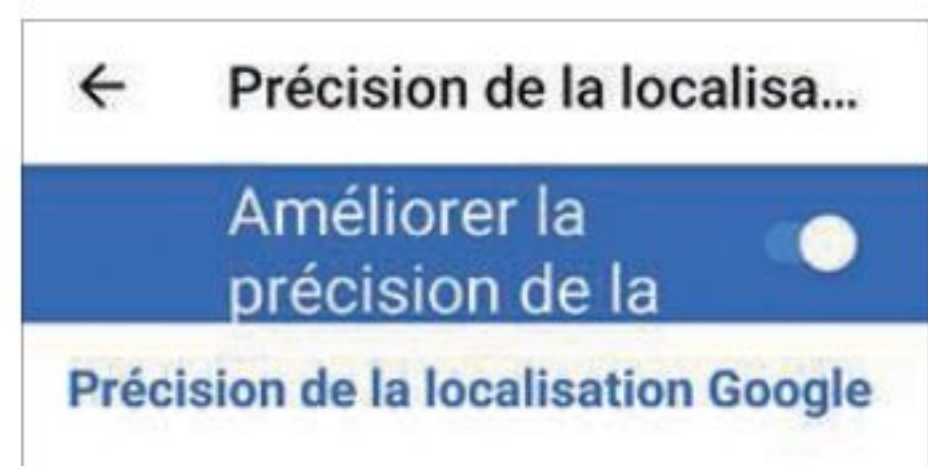 Précision de la localisa...
Améliorer la
précision de la
Précision de la localisation Google